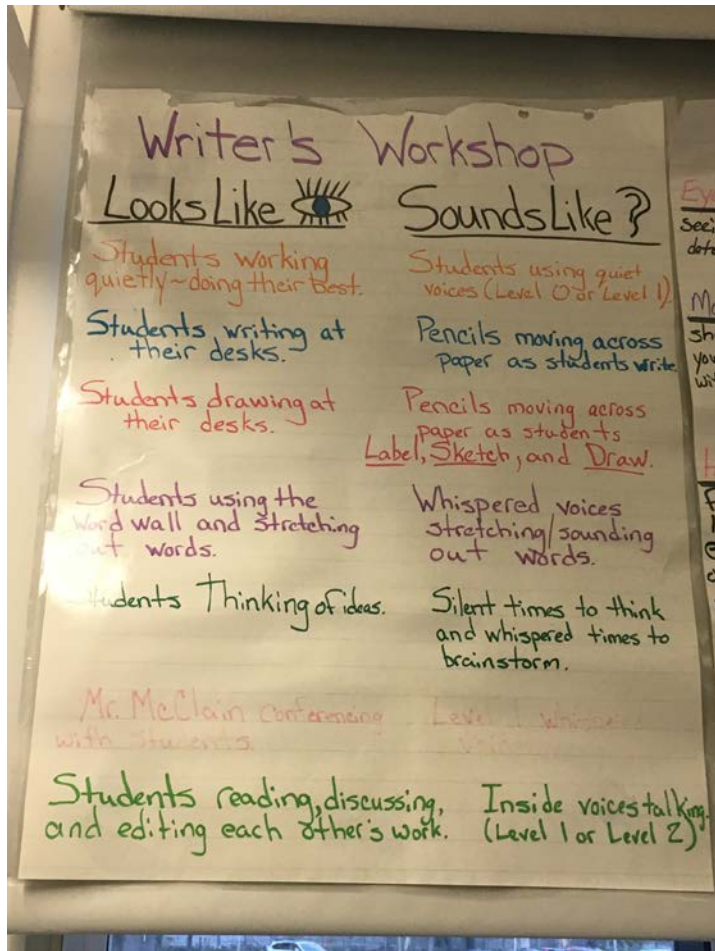 Writer's Workshop
Looks Like
Sounds Like
Students working
quietly~doing their best.
Students using quiet
voices (Level 0 or Level 1)
Students writing at
their desks.
Pencils moving across
paper as students write
Students drawing at
their desks.
Pencils moving across
paper as students
Label, Sketch, and Draw.
Students using the
word wall and stretching
out words.
Whispered voices
stretching/sounding
out words.
Students Thinking of ideas.
Silent times to think
and whispered times to
brainstorm.
Mr. McClain conferencing
with students
Level 1
Students reading, discussing,
and editing each other's work.
Inside voices talking.
(Level 1 or Level 2)